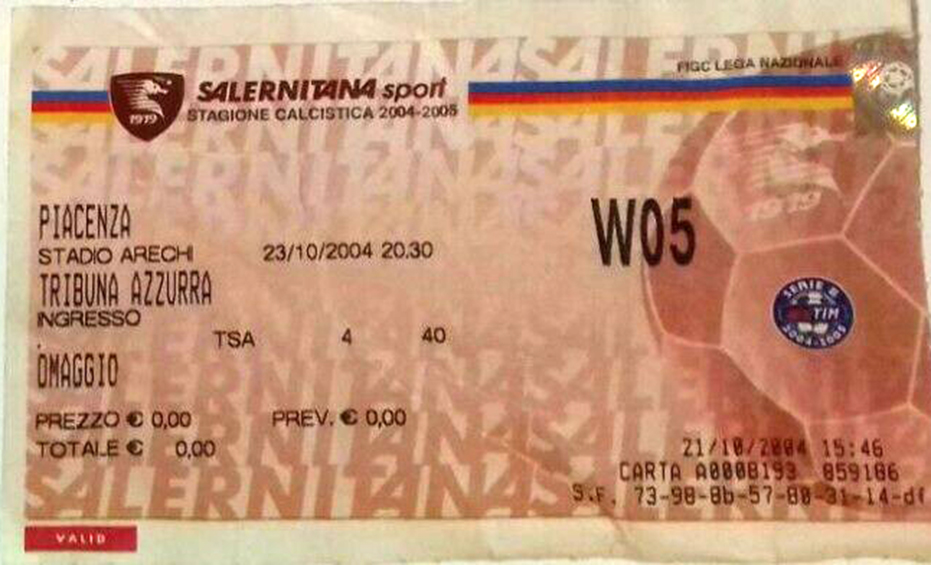 FIGC LEGA NAZIONALE
SALERNITANA sport
1919
STAGIONE CALCISTICA 2004-2005
PIACENZA
STADIO ARECHI 23/10/2004 20.30
W05
TRIBUNA AZZURRA
INGRESSO
TSA 4 40
SERIE B
TIM
2004-2005
OMAGGIO
PREZZO € 0,00 PREV. € 0,00
TOTALE € 0,00
21/10/2004 15:46
CARTA A0008193 859186
S.F. 73-98-8b-57-80-31-14-df
VALID